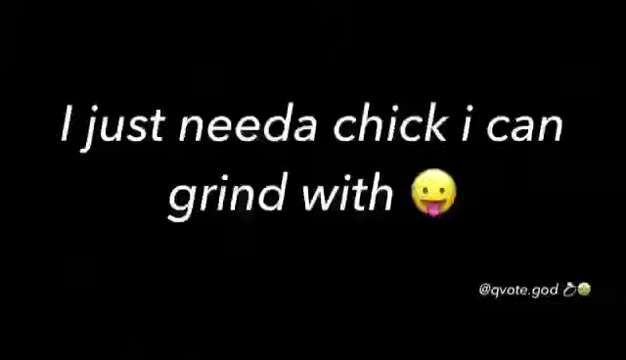 I just needa chick i can
grind with 😛
@qvote.god 💍🤑